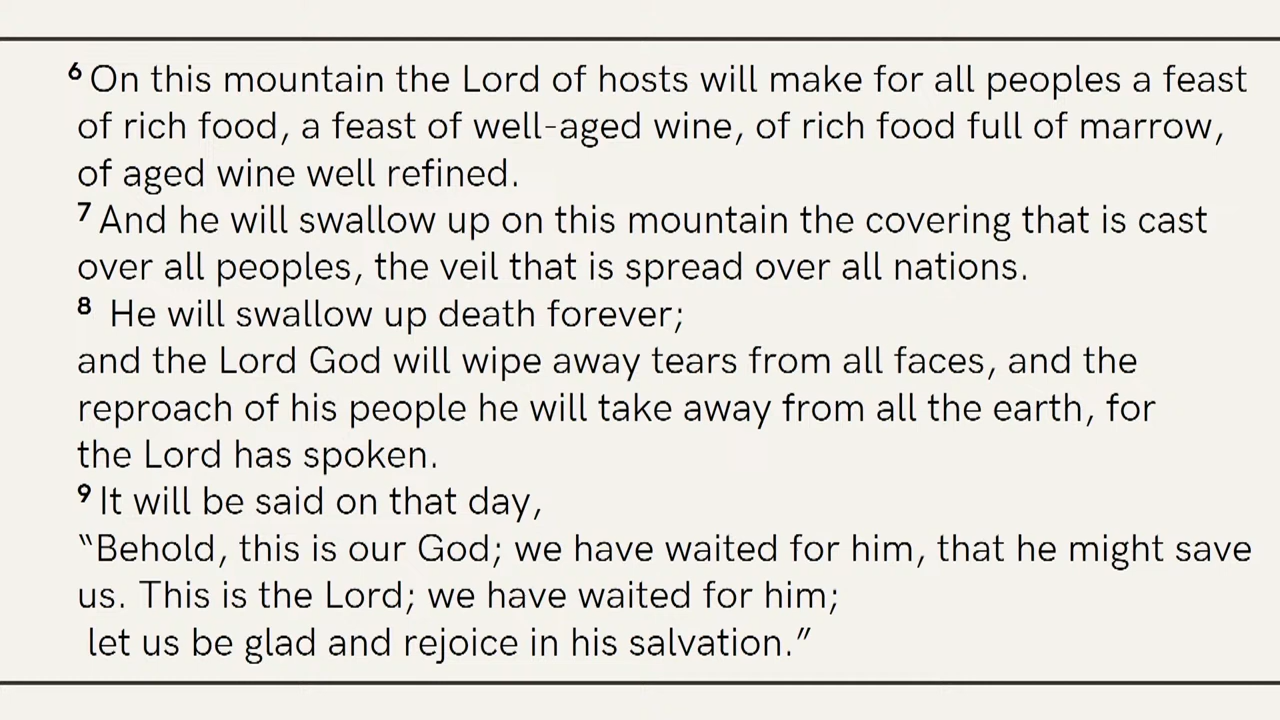 6 On this mountain the Lord of hosts will make for all peoples a feast
of rich food, a feast of well-aged wine, of rich food full of marrow,
of aged wine well refined.
7 And he will swallow up on this mountain the covering that is cast
over all peoples, the veil that is spread over all nations.
8 He will swallow up death forever;
and the Lord God will wipe away tears from all faces, and the
reproach of his people he will take away from all the earth, for
the Lord has spoken.
9 It will be said on that day,
“Behold, this is our God; we have waited for him, that he might save
us. This is the Lord; we have waited for him;
let us be glad and rejoice in his salvation.”